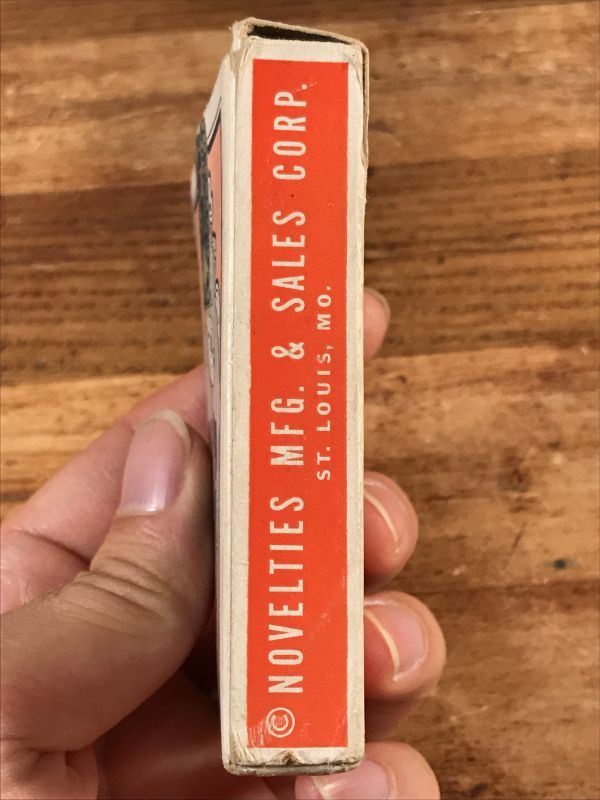 © NOVELTIES MFG. & SALES CORP.
ST. LOUIS, MO.